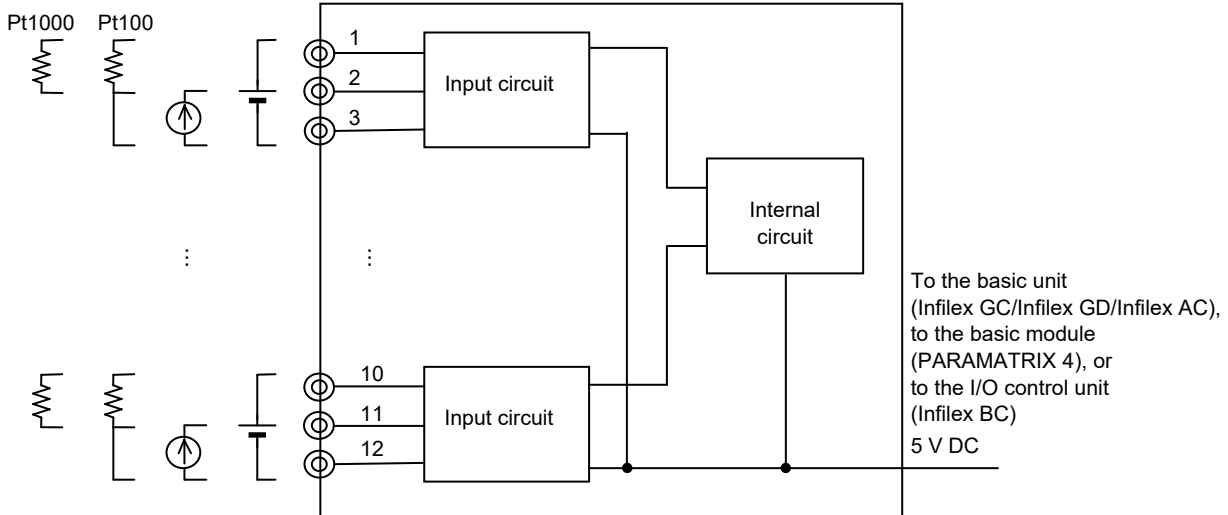 Pt1000 Pt100
1
2
3
Input circuit
Internal
circuit
⋮ ⋮
To the basic unit
(Infilex GC/Infilex GD/Infilex AC),
to the basic module
(PARAMATRIX 4), or
to the I/O control unit
(Infilex BC)
5 V DC
10
11
12
Input circuit